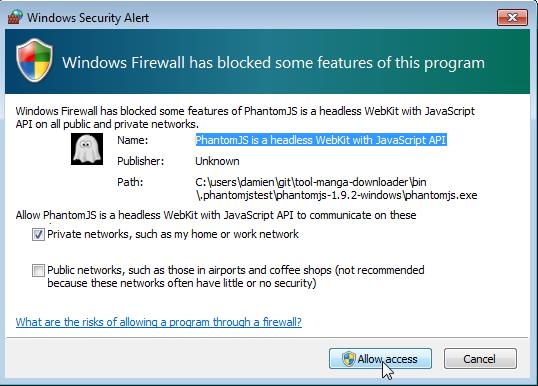 Windows Security Alert
Windows Firewall has blocked some features of this program
Windows Firewall has blocked some features of PhantomJS is a headless WebKit with JavaScript
API on all public and private networks.
Name: PhantomJS is a headless WebKit with JavaScript API
Publisher: Unknown
Path: C:\users\damien\git\tool-manga-downloader\bin
\.phantomjstest\phantomjs-1.9.2-windows\phantomjs.exe
Allow PhantomJS is a headless WebKit with JavaScript API to communicate on these
Private networks, such as my home or work network
Public networks, such as those in airports and coffee shops (not recommended
because these networks often have little or no security)
What are the risks of allowing a program through a firewall?
Allow access Cancel